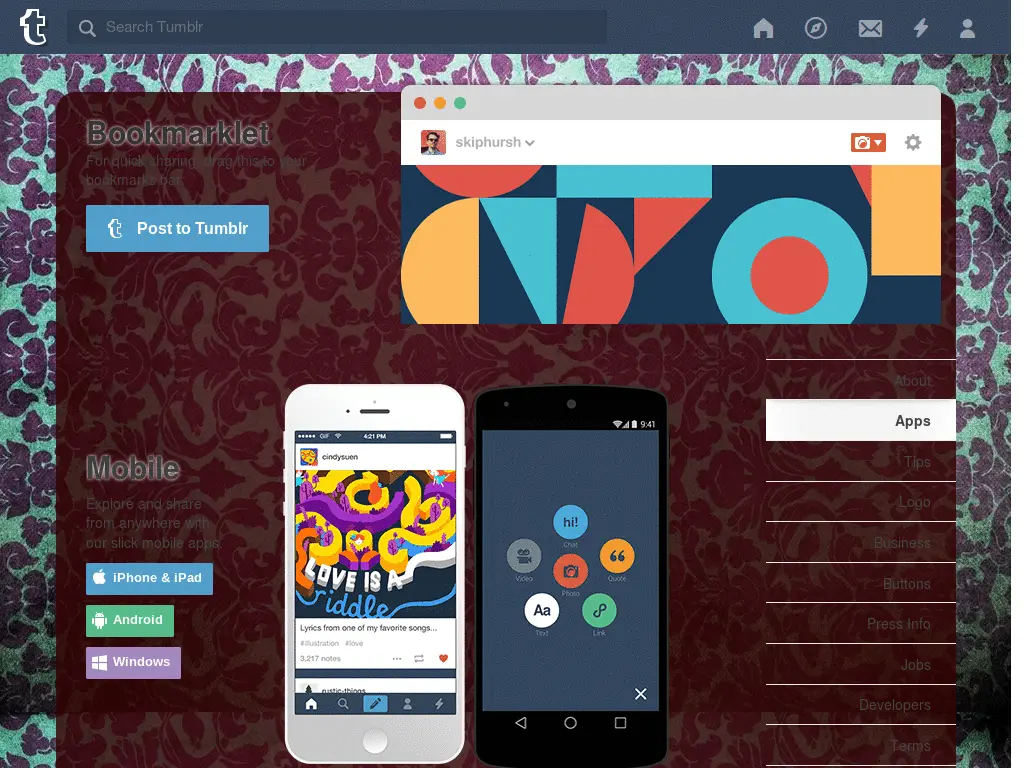 Search Tumblr
Bookmarklet
For quick sharing, drag this to your
bookmarks bar.
Post to Tumblr
skiphursh
About
Apps
Tips
Logo
Business
Buttons
Press Info
Jobs
Developers
Terms
Mobile
Explore and share
from anywhere with
our slick mobile apps.
iPhone & iPad
Android
Windows
GIF
4:21 PM
cindysuen
LOVE IS A
riddle
Lyrics from one of my favorite songs...
#illustration #love
3,217 notes
rustic-things
9:41
hi!
Chat
Video
Quote
Photo
Aa
Text
Link